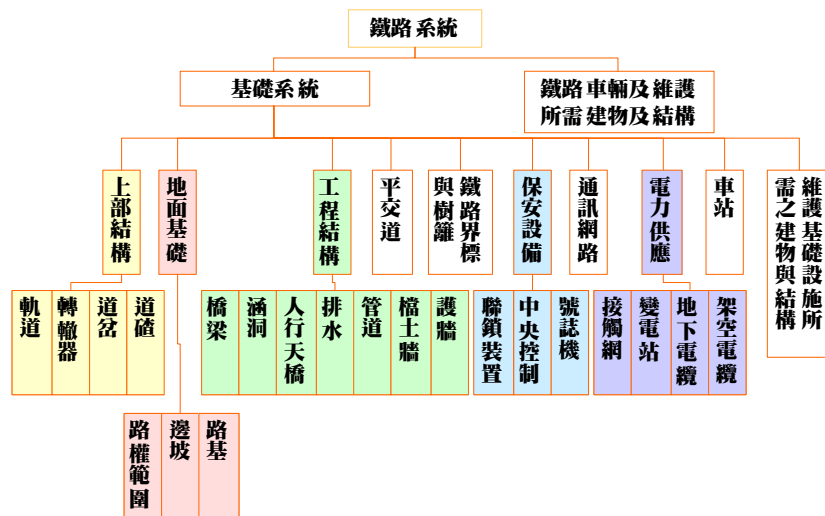 鐵路系統
基礎系統
鐵路車輛及維護
所需建物及結構
上部結構
地面基礎
工程結構
平交道
鐵路界標
與樹籬
保安設備
通訊網路
電力供應
車站
維護基礎設施所
需之建物與結構
軌道
轉轍器
道岔
道碴
橋梁
涵洞
人行天橋
排水
管道
檔土牆
護牆
聯鎖裝置
中央控制
號誌機
接觸網
變電站
地下電纜
架空電纜
路權範圍
邊坡
路基